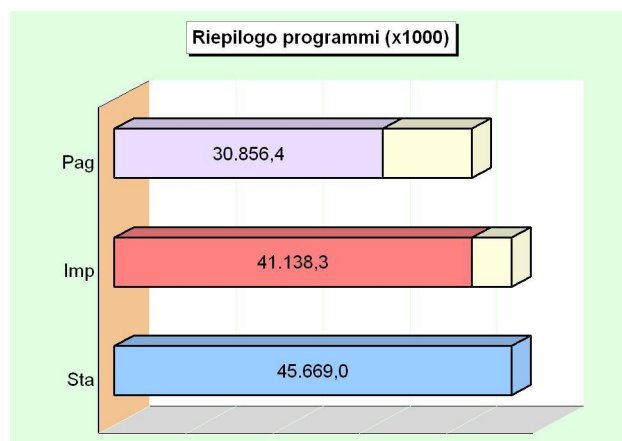 Riepilogo programmi (x1000)
Pag
30.856,4
Imp
41.138,3
Sta
45.669,0